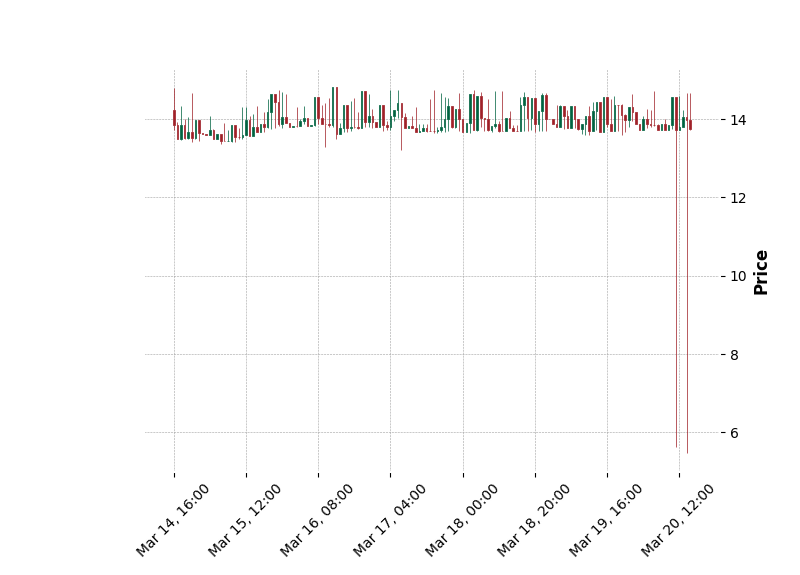 14
12
10
8
6
Price
Mar 14, 16:00
Mar 15, 12:00
Mar 16, 08:00
Mar 17, 04:00
Mar 18, 00:00
Mar 18, 20:00
Mar 19, 16:00
Mar 20, 12:00